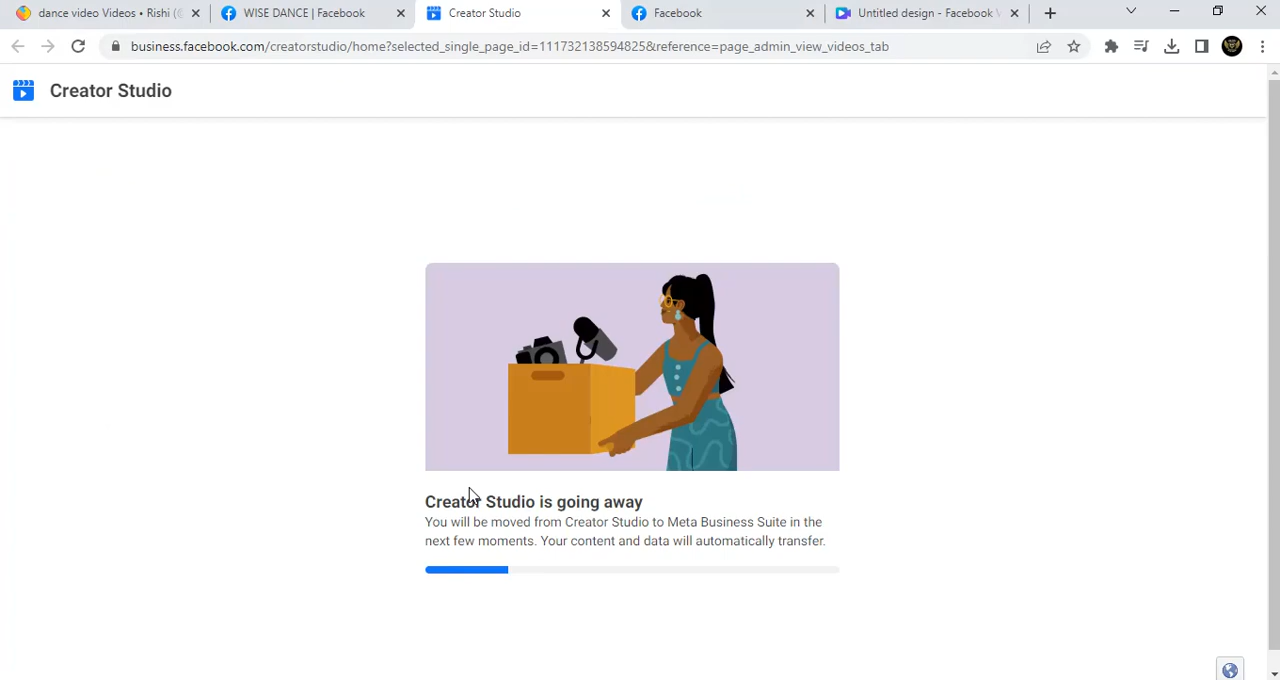 dance video Videos • Rishi (@
WISE DANCE | Facebook
Creator Studio
Facebook
Untitled design - Facebook V
business.facebook.com/creatorstudio/home?selected_single_page_id=111732138594825&reference=page_admin_view_videos_tab
Creator Studio
Creator Studio is going away
You will be moved from Creator Studio to Meta Business Suite in the
next few moments. Your content and data will automatically transfer.